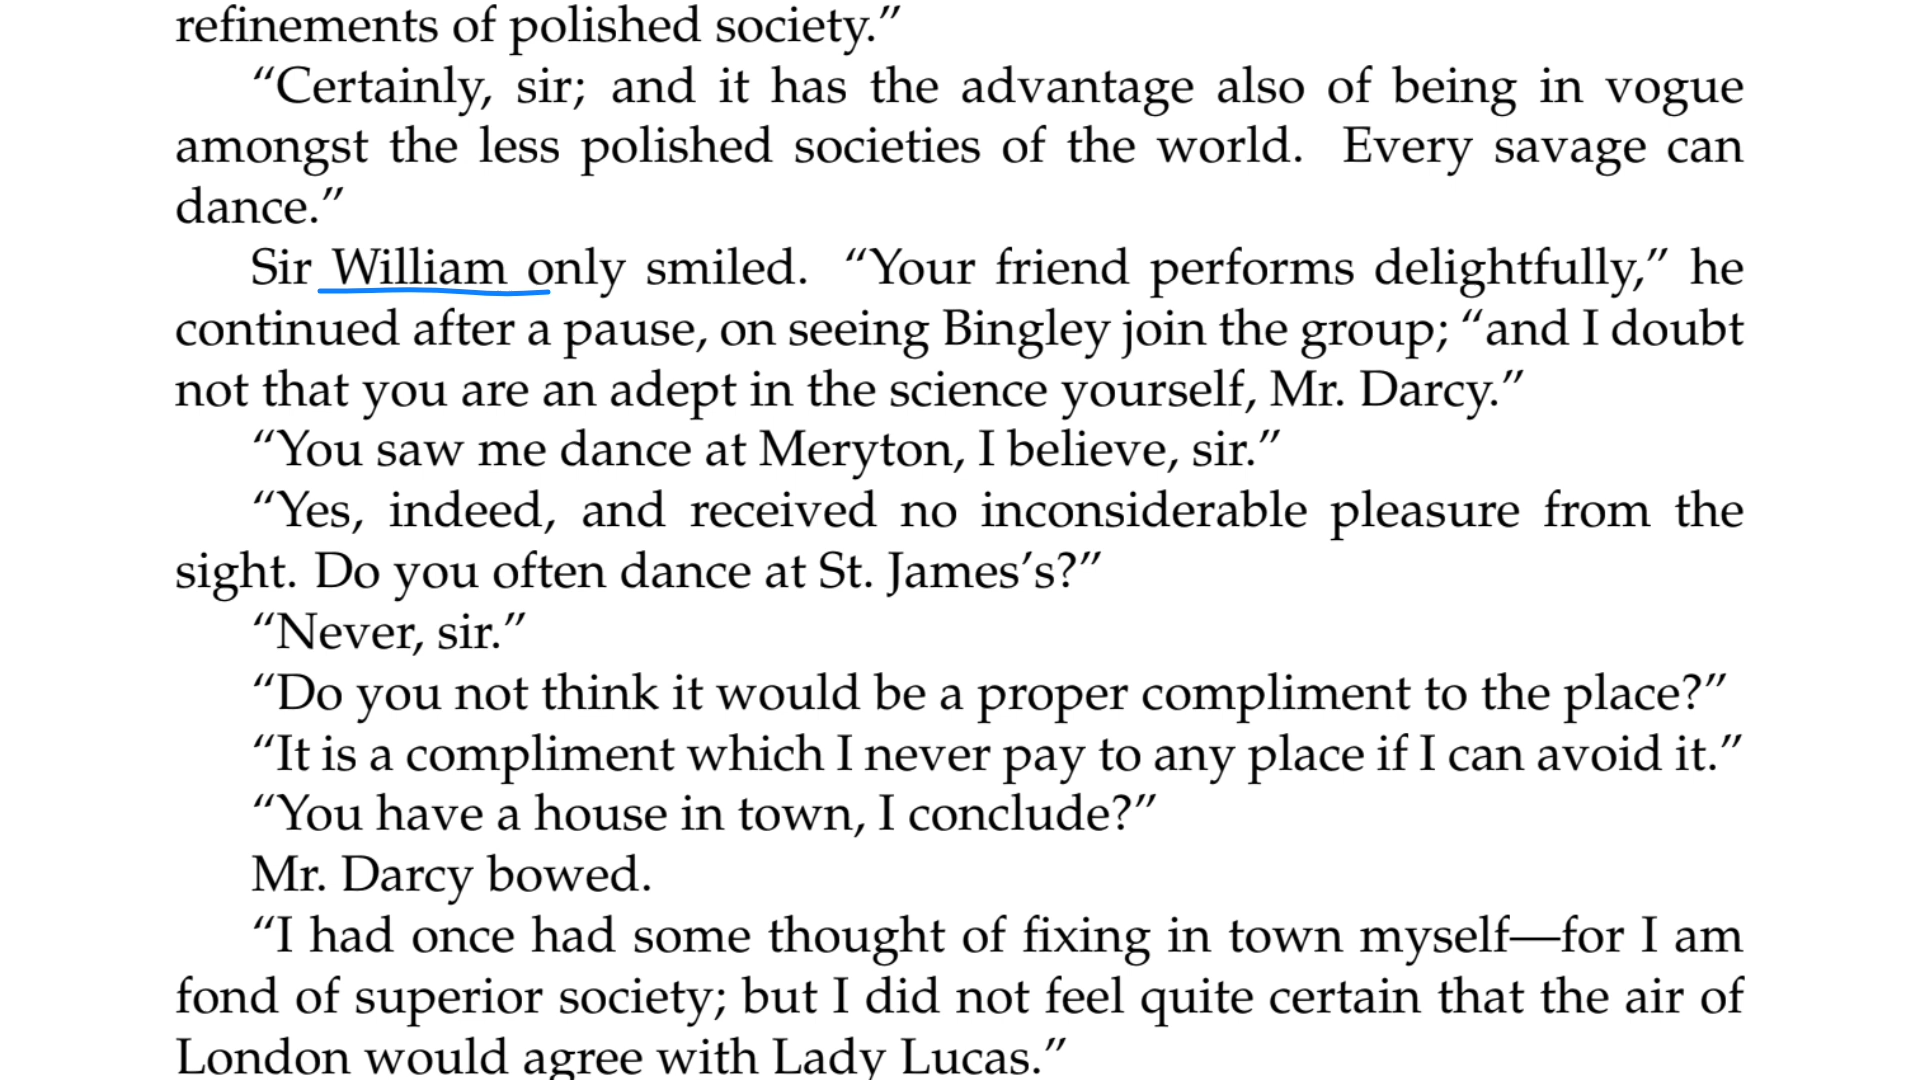 refinements of polished society.”
“Certainly, sir; and it has the advantage also of being in vogue
amongst the less polished societies of the world. Every savage can
dance.”
Sir William only smiled. “Your friend performs delightfully,” he
continued after a pause, on seeing Bingley join the group; “and I doubt
not that you are an adept in the science yourself, Mr. Darcy.”
“You saw me dance at Meryton, I believe, sir.”
“Yes, indeed, and received no inconsiderable pleasure from the
sight. Do you often dance at St. James’s?”
“Never, sir.”
“Do you not think it would be a proper compliment to the place?”
“It is a compliment which I never pay to any place if I can avoid it.”
“You have a house in town, I conclude?”
Mr. Darcy bowed.
“I had once had some thought of fixing in town myself—for I am
fond of superior society; but I did not feel quite certain that the air of
London would agree with Lady Lucas.”